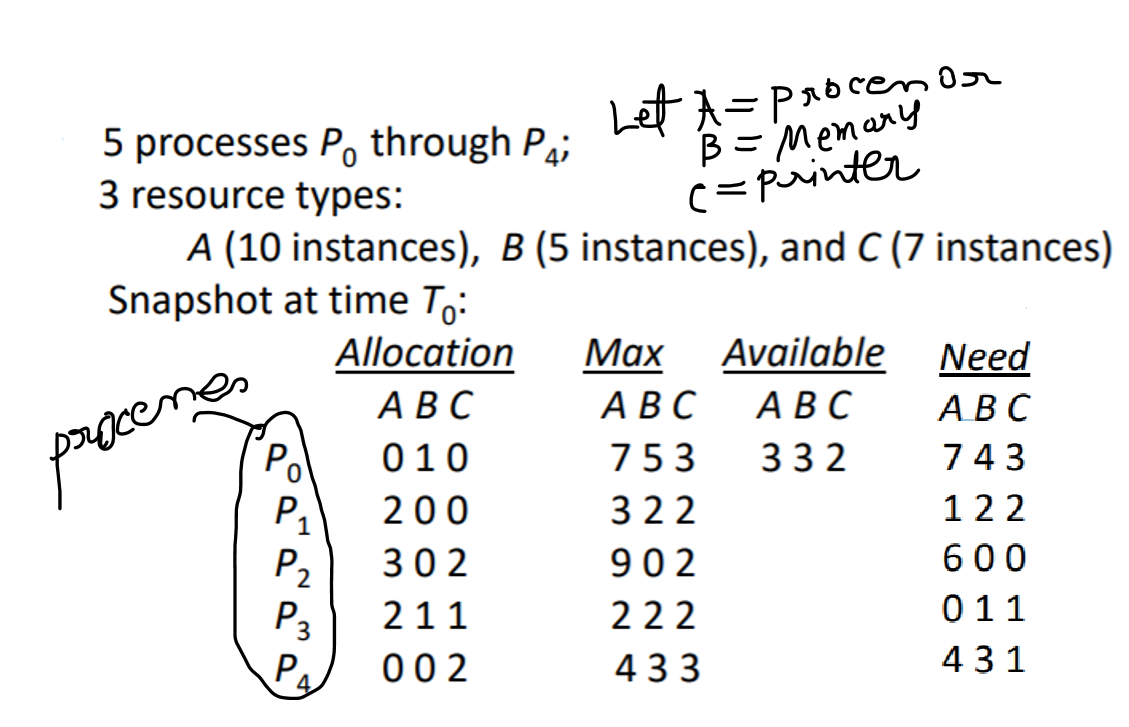 Let A = Processor
B = Memary
C = printer
5 processes P0 through P4;
3 resource types:
A (10 instances), B (5 instances), and C (7 instances)
Snapshot at time T0:
Allocation Max Available Need
A B C A B C A B C A B C
processes
P0 0 1 0 7 5 3 3 3 2 7 4 3
P1 2 0 0 3 2 2 1 2 2
P2 3 0 2 9 0 2 6 0 0
P3 2 1 1 2 2 2 0 1 1
P4 0 0 2 4 3 3 4 3 1